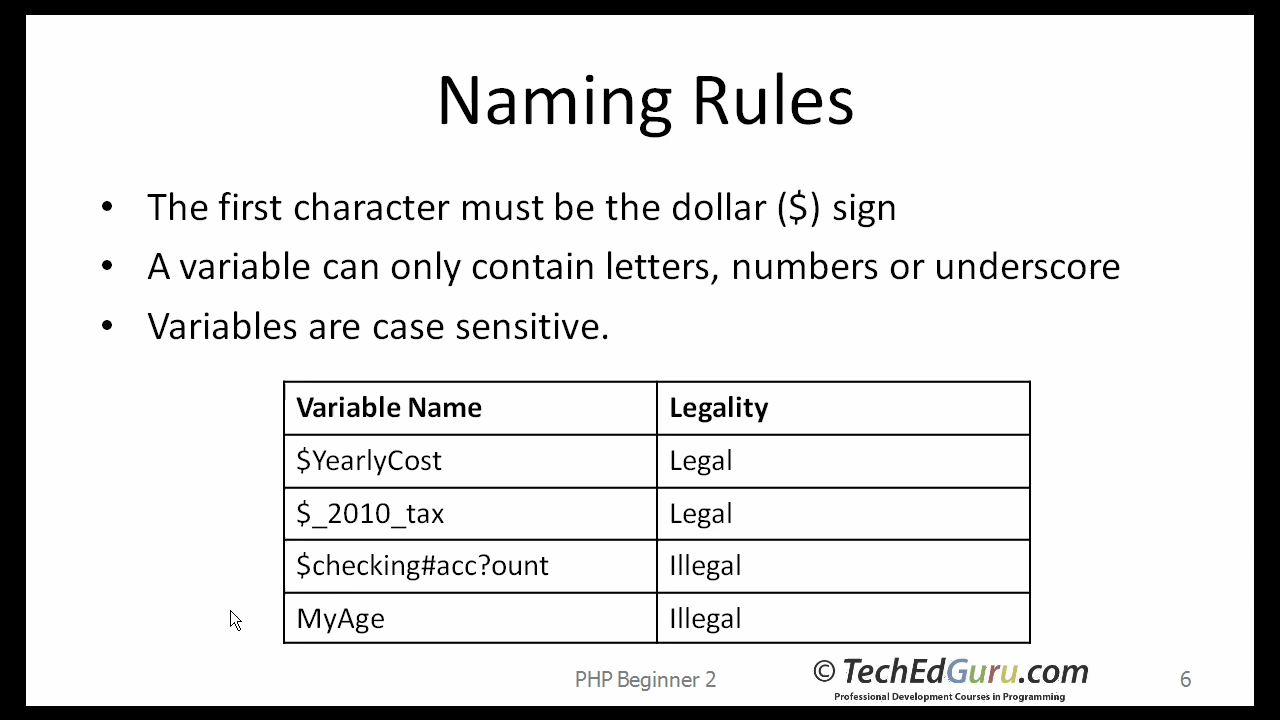 Naming Rules
• The first character must be the dollar ($) sign
• A variable can only contain letters, numbers or underscore
• Variables are case sensitive.
Variable Name Legality
$YearlyCost Legal
$_2010_tax Legal
$checking#acc?ount Illegal
MyAge Illegal
PHP Beginner 2
© TechEdGuru.com
Professional Development Courses in Programming
6